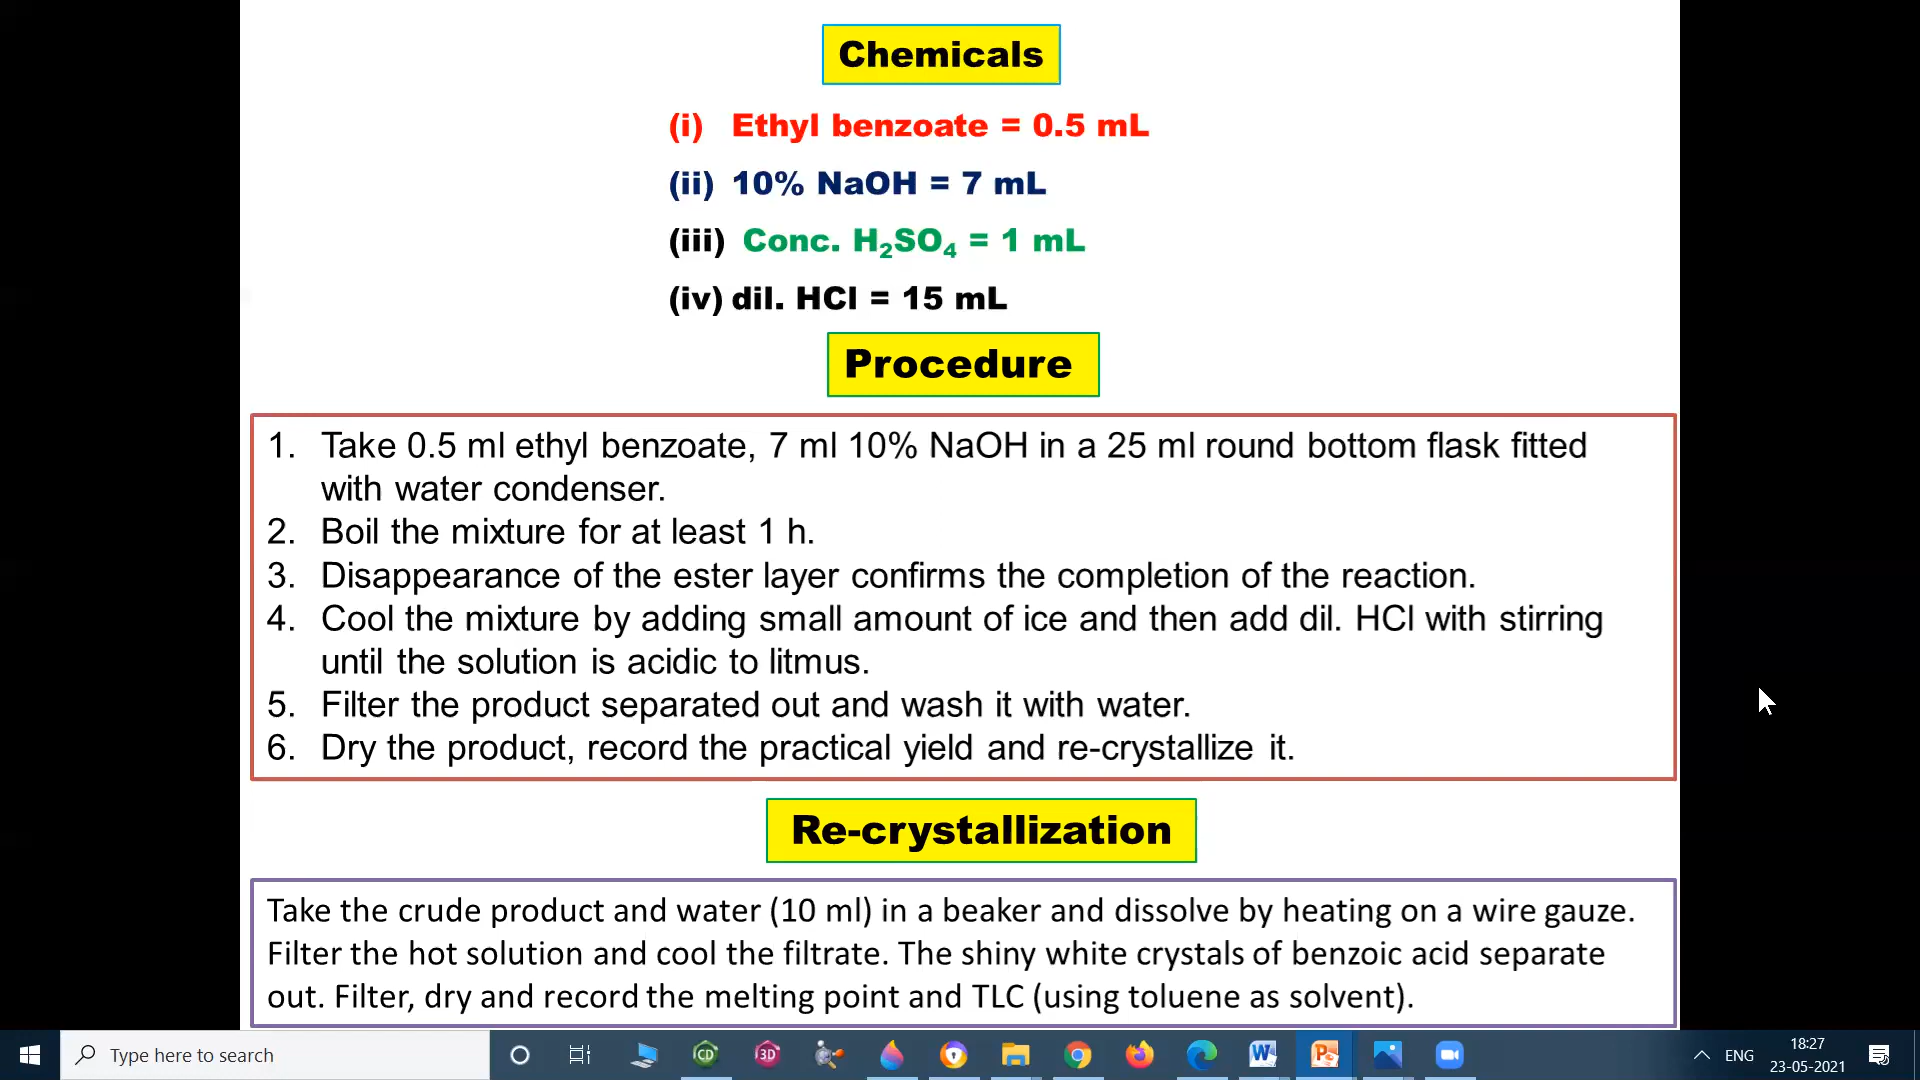 Chemicals
(i) Ethyl benzoate = 0.5 mL
(ii) 10% NaOH = 7 mL
(iii) Conc. H₂SO₄ = 1 mL
(iv) dil. HCl = 15 mL
Procedure
1. Take 0.5 ml ethyl benzoate, 7 ml 10% NaOH in a 25 ml round bottom flask fitted
with water condenser.
2. Boil the mixture for at least 1 h.
3. Disappearance of the ester layer confirms the completion of the reaction.
4. Cool the mixture by adding small amount of ice and then add dil. HCl with stirring
until the solution is acidic to litmus.
5. Filter the product separated out and wash it with water.
6. Dry the product, record the practical yield and re-crystallize it.
Re-crystallization
Take the crude product and water (10 ml) in a beaker and dissolve by heating on a wire gauze.
Filter the hot solution and cool the filtrate. The shiny white crystals of benzoic acid separate
out. Filter, dry and record the melting point and TLC (using toluene as solvent).
Type here to search
CD
3D
ENG
18:27
23-05-2021